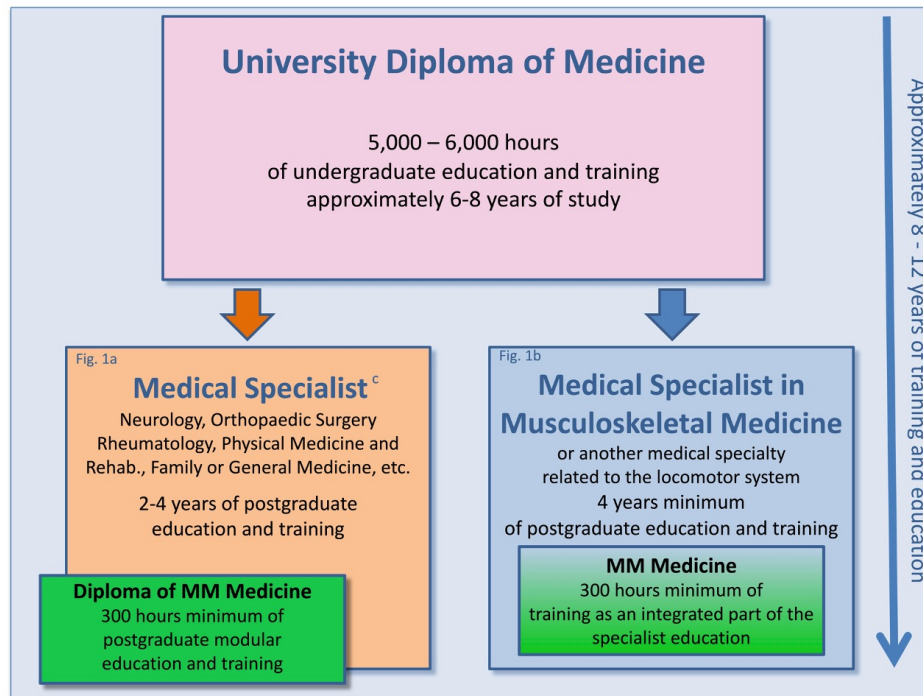 University Diploma of Medicine
5,000 – 6,000 hours
of undergraduate education and training
approximately 6-8 years of study
Approximately 8 - 12 years of training and education
Fig. 1a
Medical Specialist c
Neurology, Orthopaedic Surgery
Rheumatology, Physical Medicine and
Rehab., Family or General Medicine, etc.
2-4 years of postgraduate
education and training
Diploma of MM Medicine
300 hours minimum of
postgraduate modular
education and training
Fig. 1b
Medical Specialist in
Musculoskeletal Medicine
or another medical specialty
related to the locomotor system
4 years minimum
of postgraduate education and training
MM Medicine
300 hours minimum of
training as an integrated part of the
specialist education